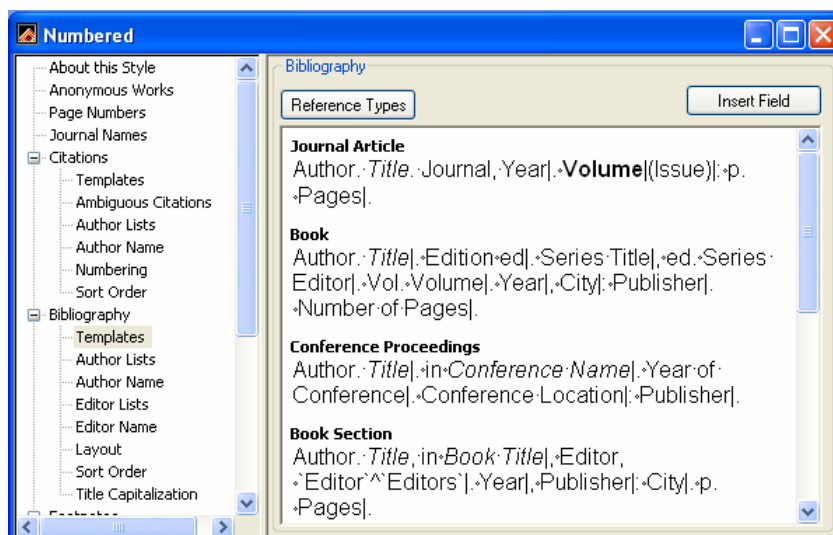 Numbered
About this Style
Anonymous Works
Page Numbers
Journal Names
Citations
Templates
Ambiguous Citations
Author Lists
Author Name
Numbering
Sort Order
Bibliography
Templates
Author Lists
Author Name
Editor Lists
Editor Name
Layout
Sort Order
Title Capitalization
Footnotes
Bibliography
Reference Types
Insert Field
Journal Article
Author.·Title.·Journal,·Year|.⋄Volume|(Issue)|:⋄p.
⋄Pages|.
Book
Author.·Title|.⋄Edition⋄ed|.⋄Series·Title|,⋄ed.⋄Series·
Editor|.⋄Vol.⋄Volume|.⋄Year|,⋄City|:⋄Publisher|.
⋄Number·of·Pages|.
Conference Proceedings
Author.·Title|.⋄in⋄Conference·Name|.⋄Year·of·
Conference|.⋄Conference·Location|:⋄Publisher|.
Book Section
Author.·Title,·in⋄Book·Title|,⋄Editor,
⋄`Editor`^`Editors`|.⋄Year|,⋄Publisher|:⋄City|.⋄p.
Pages|.